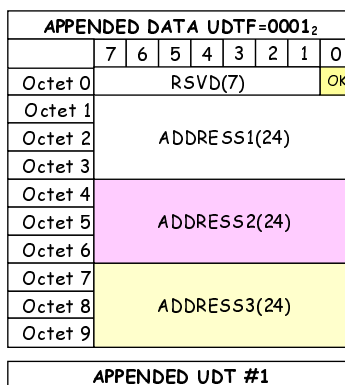 APPENDED DATA UDTF=0001₂
7 6 5 4 3 2 1 0
Octet 0 RSVD(7) OK
Octet 1
Octet 2 ADDRESS1(24)
Octet 3
Octet 4
Octet 5 ADDRESS2(24)
Octet 6
Octet 7
Octet 8 ADDRESS3(24)
Octet 9
APPENDED UDT #1